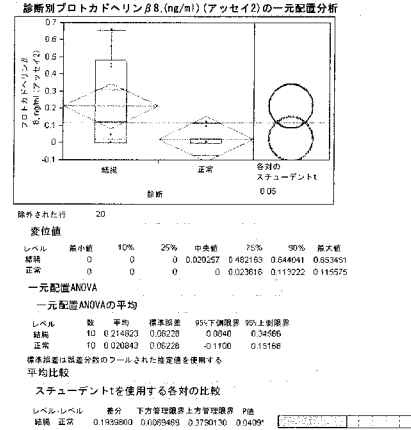 診断別プロトカドヘリンβ8,(ng/ml)(アッセイ2)の一元配置分析
プロトカドヘリンβ
8,ng/ml(アッセイ2)
0.7
0.6
0.5
0.4
0.3
0.2
0.1
0
-0.1
結腸 正常
診断
各対の
スチューデントt
0.05
除外された行 20
変位値
レベル 最小値 10% 25% 中央値 75% 90% 最大値
結腸 0 0 0 0.020257 0.482163 0.644041 0.653451
正常 0 0 0 0 0.023616 0.113222 0.115575
一元配置ANOVA
一元配置ANOVAの平均
レベル 数 平均 標準誤差 95%下側限界 95%上側限界
結腸 10 0.214823 0.06228 0.0840 0.34566
正常 10 0.020843 0.06228 -0.1100 0.15168
標準誤差は誤差分散のプールされた推定値を使用する
平均比較
スチューデントtを使用する各対の比較
レベル-レベル 差分 下方管理限界 上方管理限界 P値
結腸 正常 0.1939800 0.0089469 0.3790130 0.0409*